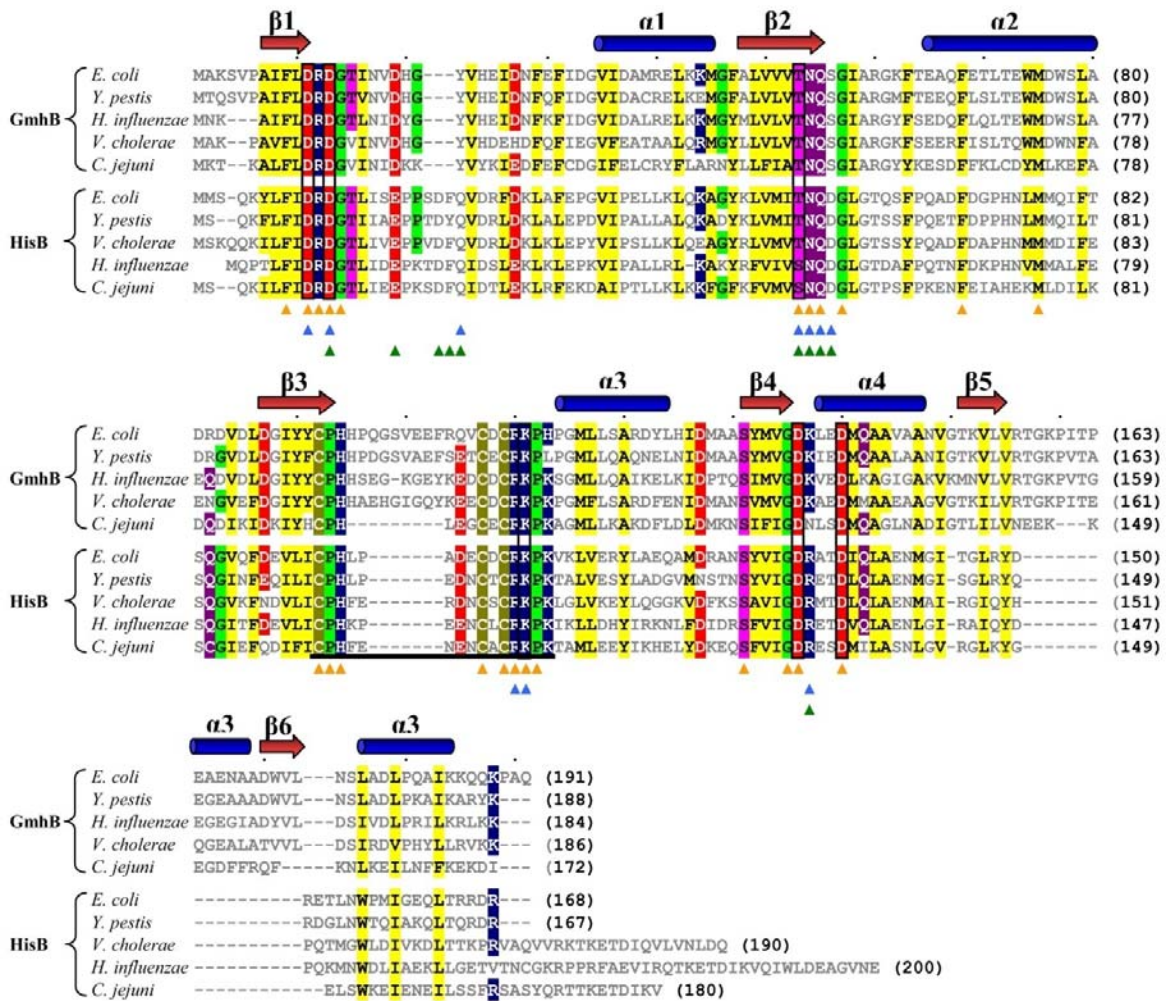 β1 α1 β2 α2
GmhB
E. coli MAKSVPAIFLDRDGTINVDHG---YVHEIDNFEFIDGVIDAMRELKKMGFALVVVTNQSGIARGKFTEAQFETLTEWMDWSLA (80)
Y. pestis MTQSVPAIFLDRDGTVNVDHG---YVHEIDNFQFIDGVIDACRELKEMGFALVLVTNQSGIARGMFTEEQFLSLTEWMDWSLA (80)
H. influenzae MNK---AIFLDRDGTLNIDYG---YVHEIDNFKFIDGVIDALRELKKMGYLLVLVTNQSGIARGYFSEDQFLQLTEWMDWSLA (77)
V. cholerae MAK--PAVFLDRDGVINVDHG---YVHDEHDFQFIEGVFEATAALQRMGYLLVLVTNQSGIARGKFSEERFISLTQWMDWNFV (78)
C. jejuni MKT--KALFLDRDGVINIDKK---YVYKIEDFEFCDGIFELCRYFLARNYLLFIATNQSGIARGYYKESDFFKLCDYMLKEFA (78)
HisB
E. coli MMS-QKYLFIDRDGTLISEPPSDFQVDRFDKLAFEPGVIPELLKLQKAGYKLVMITNQDGLGTQSFPQADFDGPHNLMMQIFT (82)
Y. pestis MS--QKFLFIDRDGTIIAEPPTDYQVDRLDKLALEPDVIPALLALQKADYKLVMITNQDGLGTSSFPQETFDPPHNLMMQILT (81)
V. cholerae MSKQQKILFIDRDGTLIVEPPVDFQVDRLDKLKLEPYVIPSLLKLQEAGYRLVMVTNQDGLGTSSYPQADFDAPHNMMMDIFE (83)
H. influenzae MQPTLFIDRDGTLIDEPKTDFQIDSLEKLKLEPKVIPALLRL-KAKYRFVIVSNQDGLGTDAFPQTNFDKPHNVMMALFE (79)
C. jejuni MS--QKILFIDRDGTLIEEPKSDFQIDTLEKLRFEKDAIPTLLKLKKFGFKFVMVSNQDGLGTPSFPKENFEIAHEKMLDILK (81)
β3 α3 β4 α4 β5
GmhB
E. coli DRDVDLDGIYYCPHHPQGSVEEFRQVCDCRKPHPGMLLSARDYLHIDMAASYMVGDKLEDMQAAVAANVGTKVLVRTGKPITP (163)
Y. pestis DRGVDLDGIYFCPHHPDGSVAEFSETCECRKPLPGMLLQAQNELNIDMAASYMVGDKIEDMQAALAANIGTKVLVRTGKPVTA (163)
H. influenzae EQDVDLDGIYYCPHHSEG-KGEYKEDCDCRKPKSGMLLQAIKELKIDPTQSIMVGDKVEDLKAGIGAKVKMNVLVRTGKPVTG (159)
V. cholerae ENGVEFDGIYYCPHHAEHGIGQYKEECDCRKPKPGMFLSARDFENIDMANSVMVGDKAEDMMAAEAAGVGTKILVRTGKPITE (161)
C. jejuni DQDIKIDKIYHCPH-------LEGCECRKPKAGMLLKAKDFLDLDMKNSIFIGDNLSDMQAGLNADIGTLILVNEEK----K (149)
HisB
E. coli SQGVQFDEVLICPHLP------ADECDCRKPKVKLVERYLAEQAMDRANSYVIGDRATDIQLAENMGI-TGLRYD-------- (150)
Y. pestis SQGINFEQILICPHLP------EDNCTCRKPKTALVESYLADGVMNSTNSYVIGDRETDLQLAENMGI-SGLRYQ-------- (149)
V. cholerae SQGVKFNDVLICPHFE------RDNCSCRKPKLGLVKEYLQGGKVDFKSSAVIGDRMTDLQLAENMAI-RGIQYH-------- (151)
H. influenzae SQGITFDEVLICPHKP------EENCSCRKPKIKLLDHYIRKNLFDIDRSFVIGDRETDVQLAENLGI-RAIQYD-------- (147)
C. jejuni SCGIEFQDIFICPHFE------NENCACRKPKTAMLEEYIKHELYDKEQSFVIGDRESDMILASNLGV-RGLKYG-------- (149)
α3 β6 α3
GmhB
E. coli EAENAADWVL---NSLADLPQAIKKQQKPAQ (191)
Y. pestis EGEAAADWVL---NSLADLPKAIKARYK--- (188)
H. influenzae EGEGIADYVL---DSIVDLPRILKRLKK--- (184)
V. cholerae QGEALATVVL---DSIRDVPHYLLRVKK--- (186)
C. jejuni EGDFFRQF-----KNLKEILNFFKEKDI--- (172)
HisB
E. coli ----------RETLNWPMIGEQLTRRDR--- (168)
Y. pestis ----------RDGLNWTQIAKQLTQRDR--- (167)
V. cholerae ----------PQTMGWLDIVKDLTTKPRVAQVVRKTKETDIQVLVNLDQ (190)
H. influenzae ----------PQKMNWDLIAEKLLGETVTNCGKRPPRFAEVIRQTKETDIKVQIWLDEAGVNE (200)
C. jejuni ------------ELSWKEIENEILSSFRSASYQRTTKETDIKV (180)